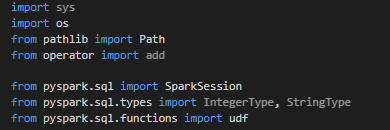 import sys
import os
from pathlib import Path
from operator import add

from pyspark.sql import SparkSession
from pyspark.sql.types import IntegerType, StringType
from pyspark.sql.functions import udf